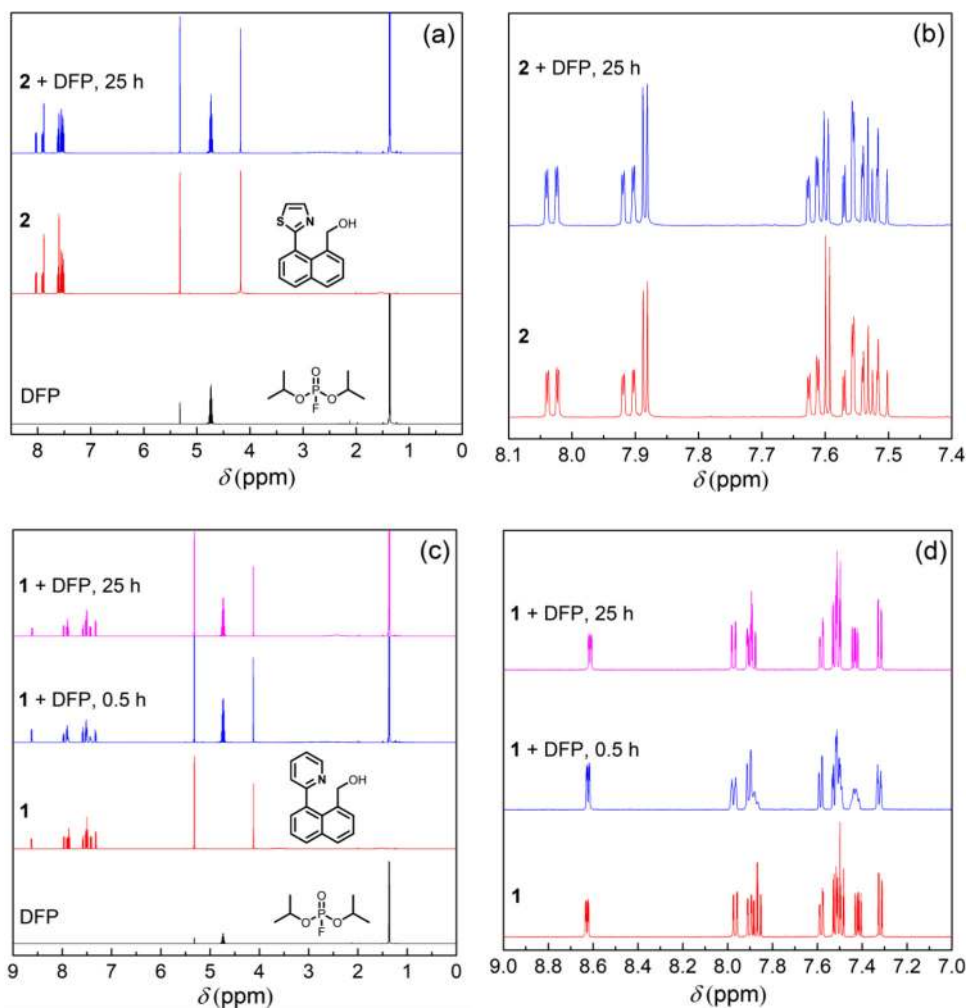 (a)
2 + DFP, 25 h
2
S
N
OH
DFP
O
O P O
F
8 7 6 5 4 3 2 1 0
δ (ppm)
(b)
2 + DFP, 25 h
2
8.1 8.0 7.9 7.8 7.7 7.6 7.5 7.4
δ (ppm)
(c)
1 + DFP, 25 h
1 + DFP, 0.5 h
N
OH
1
O
O P O
F
DFP
9 8 7 6 5 4 3 2 1 0
δ (ppm)
(d)
1 + DFP, 25 h
1 + DFP, 0.5 h
1
9.0 8.8 8.6 8.4 8.2 8.0 7.8 7.6 7.4 7.2 7.0
δ (ppm)